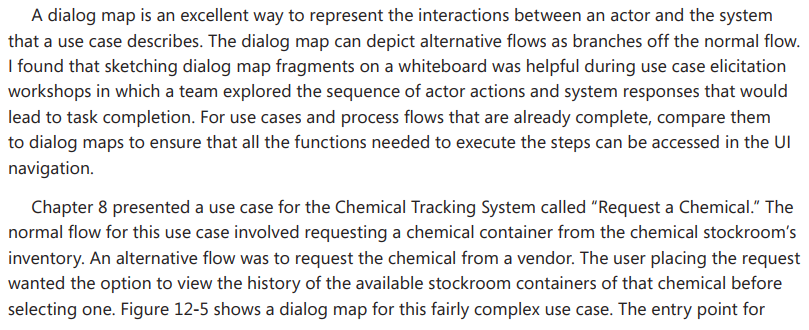 A dialog map is an excellent way to represent the interactions between an actor and the system
that a use case describes. The dialog map can depict alternative flows as branches off the normal flow.
I found that sketching dialog map fragments on a whiteboard was helpful during use case elicitation
workshops in which a team explored the sequence of actor actions and system responses that would
lead to task completion. For use cases and process flows that are already complete, compare them
to dialog maps to ensure that all the functions needed to execute the steps can be accessed in the UI
navigation.
Chapter 8 presented a use case for the Chemical Tracking System called “Request a Chemical.” The
normal flow for this use case involved requesting a chemical container from the chemical stockroom’s
inventory. An alternative flow was to request the chemical from a vendor. The user placing the request
wanted the option to view the history of the available stockroom containers of that chemical before
selecting one. Figure 12-5 shows a dialog map for this fairly complex use case. The entry point for